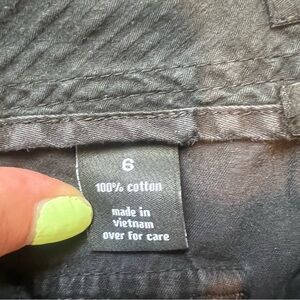 6
100% cotton
made in
vietnam
over for care